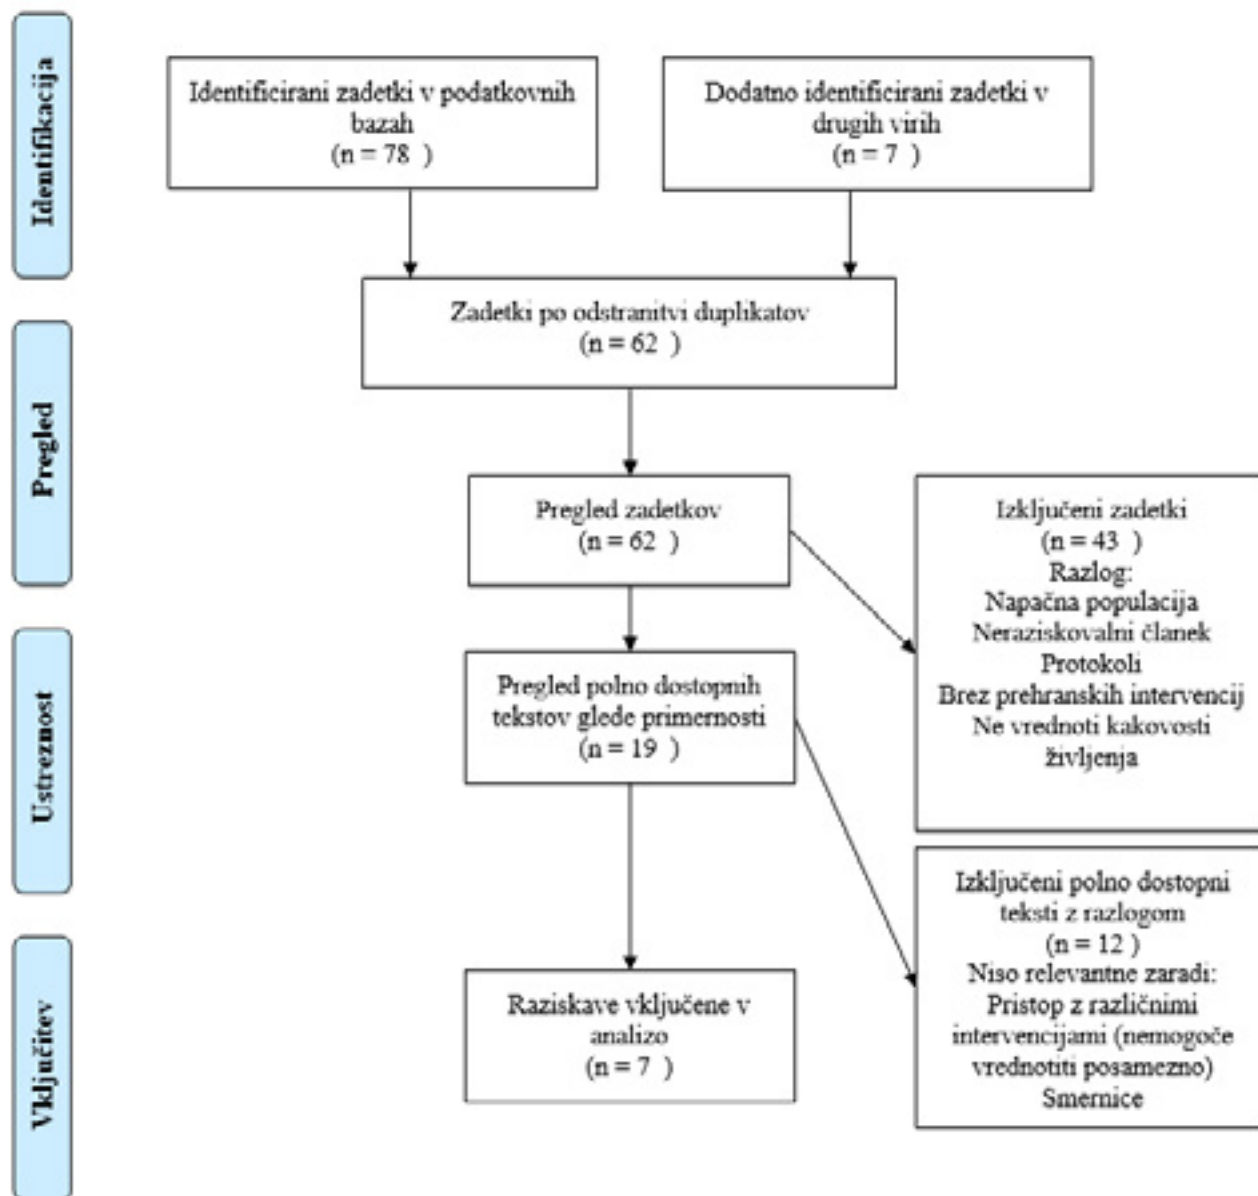 Identifikacija
Identificirani zadetki v podatkovnih
bazah
(n = 78  )
Dodatno identificirani zadetki v
drugih virih
(n = 7  )
Zadetki po odstranitvi duplikatov
(n = 62  )
Pregled
Pregled zadetkov
(n = 62  )
Izključeni zadetki
(n = 43  )
Razlog:
Napačna populacija
Neraziskovalni članek
Protokoli
Brez prehranskih intervencij
Ne vrednoti kakovosti
življenja
Ustreznost
Pregled polno dostopnih
tekstov glede primernosti
(n = 19  )
Izključeni polno dostopni
teksti z razlogom
(n = 12 )
Niso relevantne zaradi:
Pristop z različnimi
intervencijami (nemogoče
vrednotiti posamezno)
Smernice
Vključitev
Raziskave vključene v
analizo
(n = 7  )